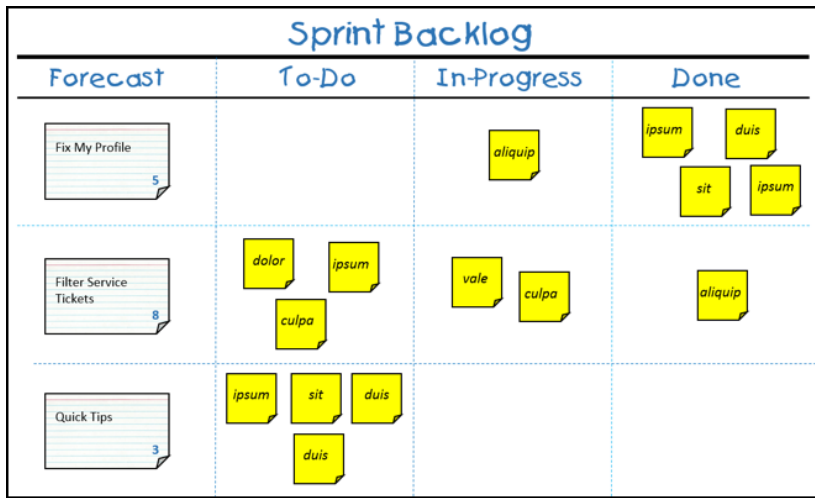 Sprint Backlog
Forecast To-Do In-Progress Done
Fix My Profile
5
aliquip
ipsum duis
sit ipsum
Filter Service
Tickets
8
dolor ipsum
culpa
vale culpa
aliquip
Quick Tips
3
ipsum sit duis
duis